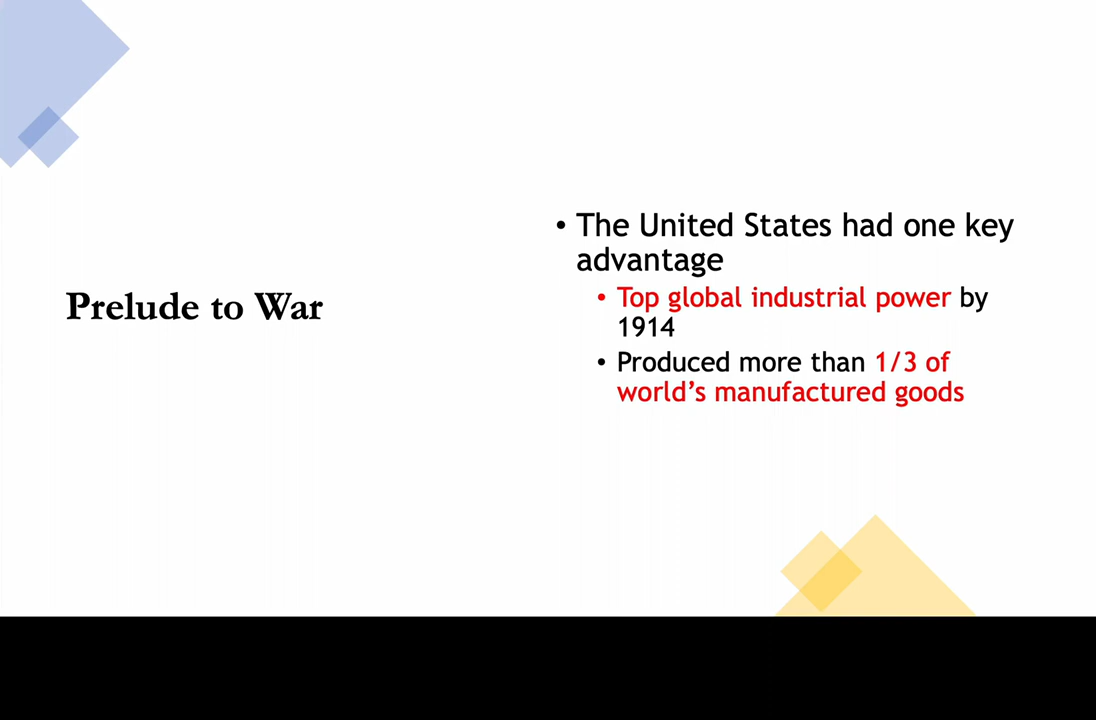 Prelude to War
• The United States had one key
advantage
• Top global industrial power by
1914
• Produced more than 1/3 of
world's manufactured goods